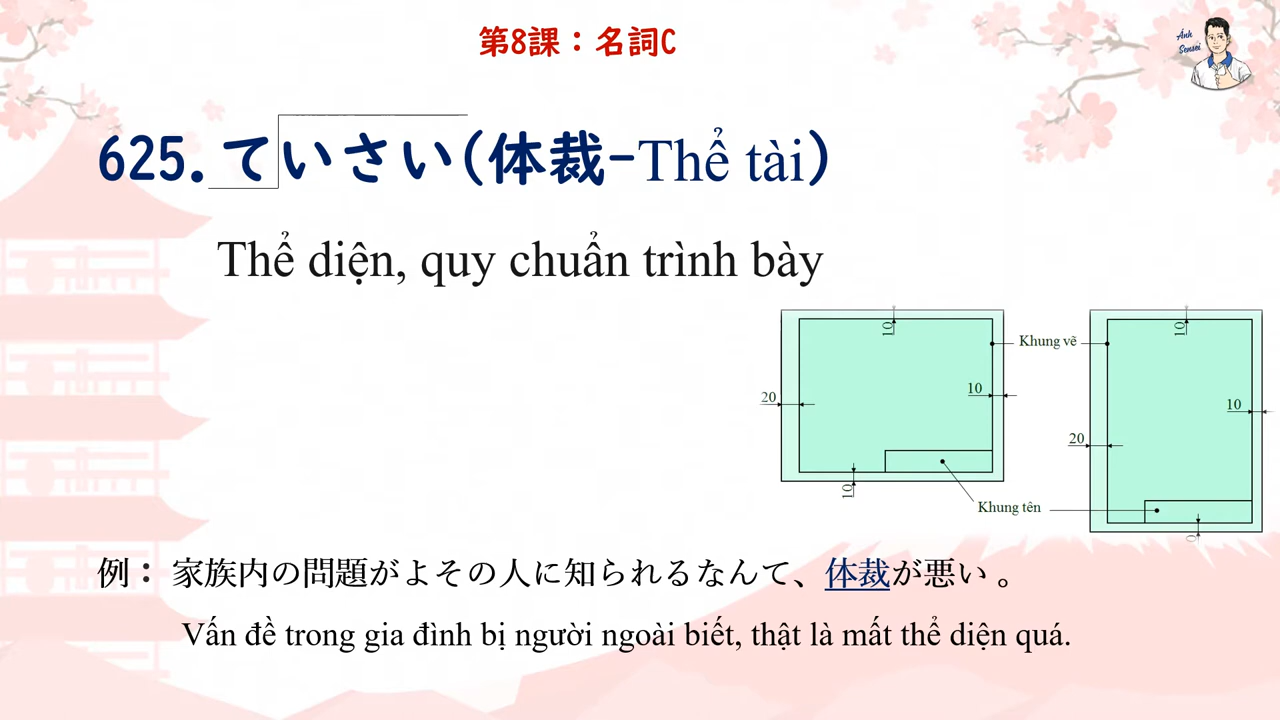 第8課：名詞C
Ánh
Sensei
625.ていさい(体裁-Thể tài)
Thể diện, quy chuẩn trình bày
10
10
Khung vẽ
20
10
10
20
10
Khung tên
例： 家族内の問題がよその人に知られるなんて、体裁が悪い 。
Vấn đề trong gia đình bị người ngoài biết, thật là mất thể diện quá.